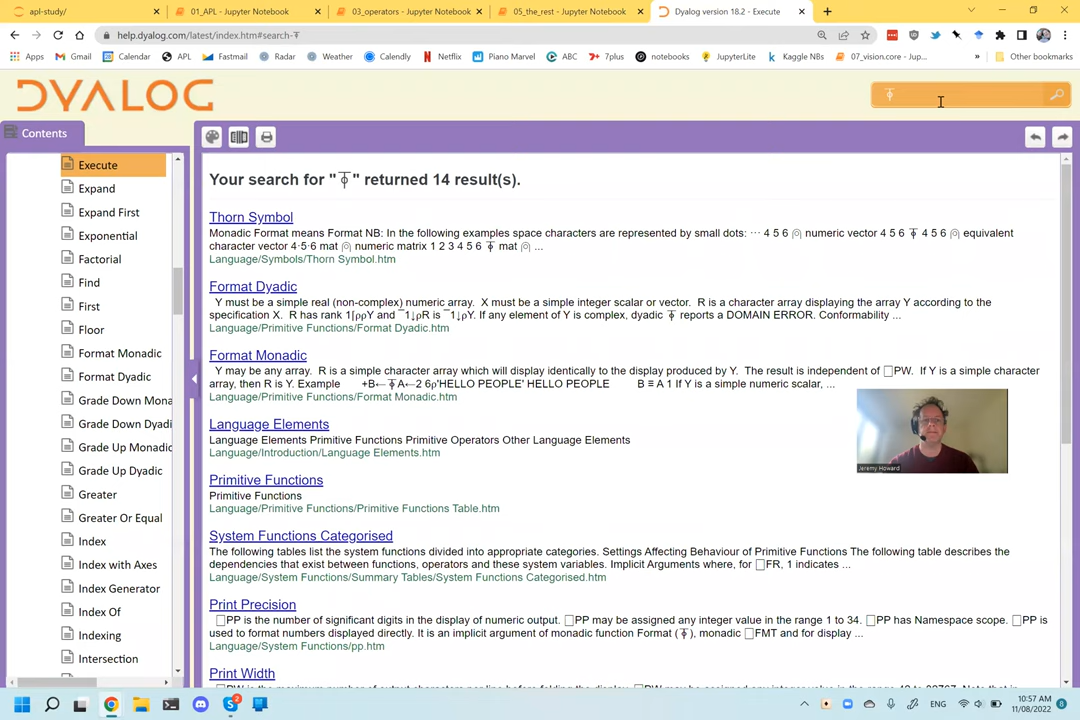 apl-study/
01_APL - Jupyter Notebook
03_operators - Jupyter Notebook
05_the_rest - Jupyter Notebook
Dyalog version 18.2 - Execute
help.dyalog.com/latest/index.html#search-⍕
Apps
Gmail
Calendar
APL
Fastmail
Radar
Weather
Calendly
Netflix
Piano Marvel
ABC
7plus
notebooks
JupyterLite
Kaggle NBs
07_vision.core - Jup...
»
Other bookmarks
DYALOG
⍕
Contents
Execute
Expand
Expand First
Exponential
Factorial
Find
First
Floor
Format Monadic
Format Dyadic
Grade Down Mona
Grade Down Dyadi
Grade Up Monadic
Grade Up Dyadic
Greater
Greater Or Equal
Index
Index with Axes
Index Generator
Index Of
Indexing
Intersection
Your search for "⍕" returned 14 result(s).
Thorn Symbol
Monadic Format means Format NB: In the following examples space characters are represented by small dots: ··· 4 5 6 ⍝ numeric vector 4 5 6 ⍕ 4 5 6 ⍝ equivalent
character vector 4·5·6 mat ⍝ numeric matrix 1 2 3 4 5 6 ⍕ mat ⍝ ...
Language/Symbols/Thorn Symbol.htm
Format Dyadic
Y must be a simple real (non-complex) numeric array. X must be a simple integer scalar or vector. R is a character array displaying the array Y according to the
specification X. R has rank 1⌈⍴⍴Y and ¯1↓⍴R is ¯1↓⍴Y. If any element of Y is complex, dyadic ⍕ reports a DOMAIN ERROR. Conformability ...
Language/Primitive Functions/Format Dyadic.htm
Format Monadic
Y may be any array. R is a simple character array which will display identically to the display produced by Y. The result is independent of ⎕PW. If Y is a simple character
array, then R is Y. Example +B←⍕A←2 6⍴'HELLO PEOPLE' HELLO PEOPLE B ≡ A 1 If Y is a simple numeric scalar, ...
Language/Primitive Functions/Format Monadic.htm
Language Elements
Language Elements Primitive Functions Primitive Operators Other Language Elements
Language/Introduction/Language Elements.htm
Primitive Functions
Primitive Functions
Language/Primitive Functions/Primitive Functions Table.htm
System Functions Categorised
The following tables list the system functions divided into appropriate categories. Settings Affecting Behaviour of Primitive Functions The following table describes the
dependencies that exist between functions, operators and these system variables. Implicit Arguments where, for ⎕FR, 1 indicates ...
Language/System Functions/Summary Tables/System Functions Categorised.htm
Print Precision
⎕PP is the number of significant digits in the display of numeric output. ⎕PP may be assigned any integer value in the range 1 to 34. ⎕PP has Namespace scope. ⎕PP is
used to format numbers displayed directly. It is an implicit argument of monadic function Format (⍕), monadic ⎕FMT and for display ...
Language/System Functions/pp.htm
Print Width
Jeremy Howard
2
ENG
10:57 AM
11/08/2022
8